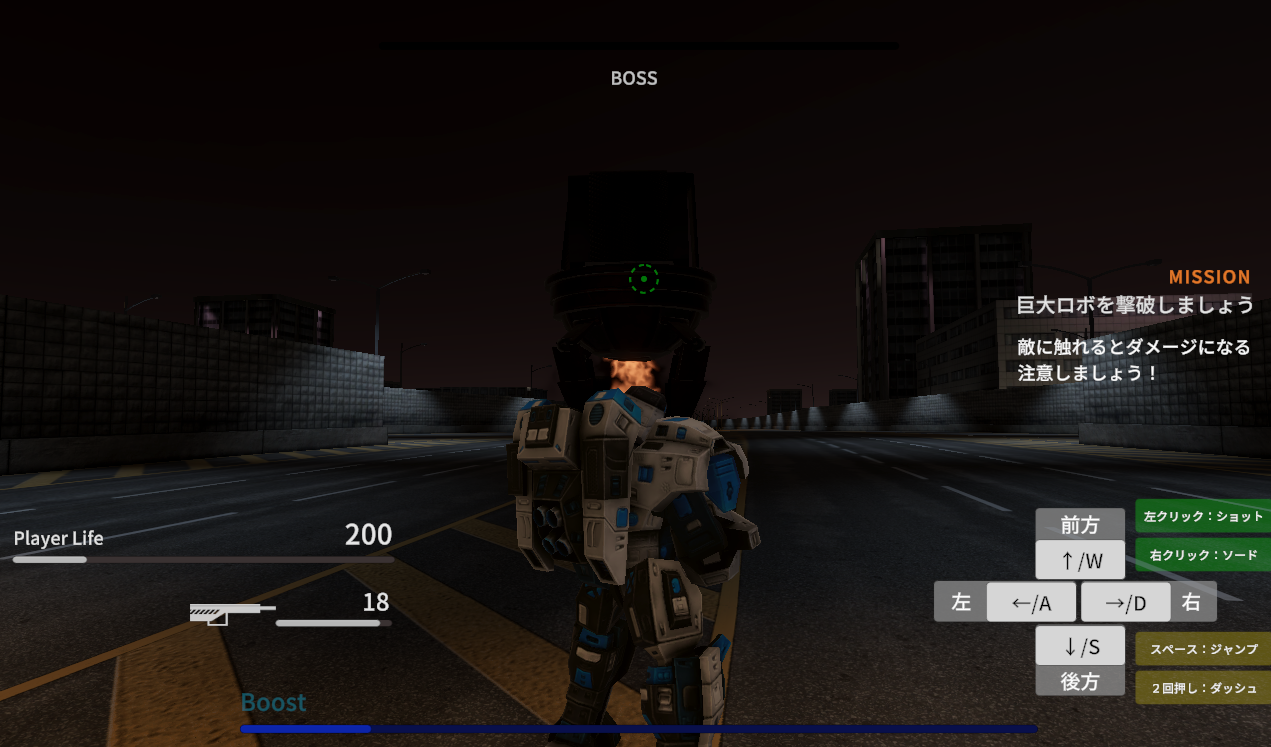 BOSS
MISSION
巨大ロボを撃破しましょう
敵に触れるとダメージになる
注意しましょう！
Player Life
200
18
Boost
前方
↑/W
左
←/A
→/D
右
↓/S
後方
左クリック：ショット
右クリック：ソード
スペース：ジャンプ
２回押し：ダッシュ